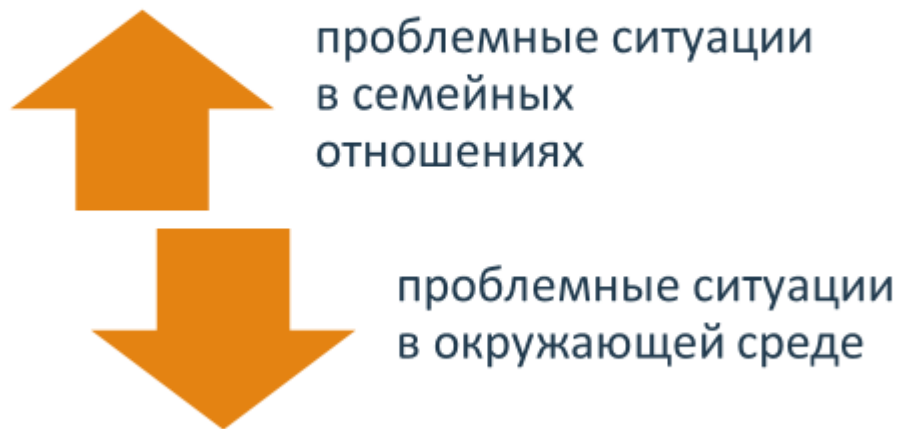 проблемные ситуации
в семейных
отношениях
проблемные ситуации
в окружающей среде